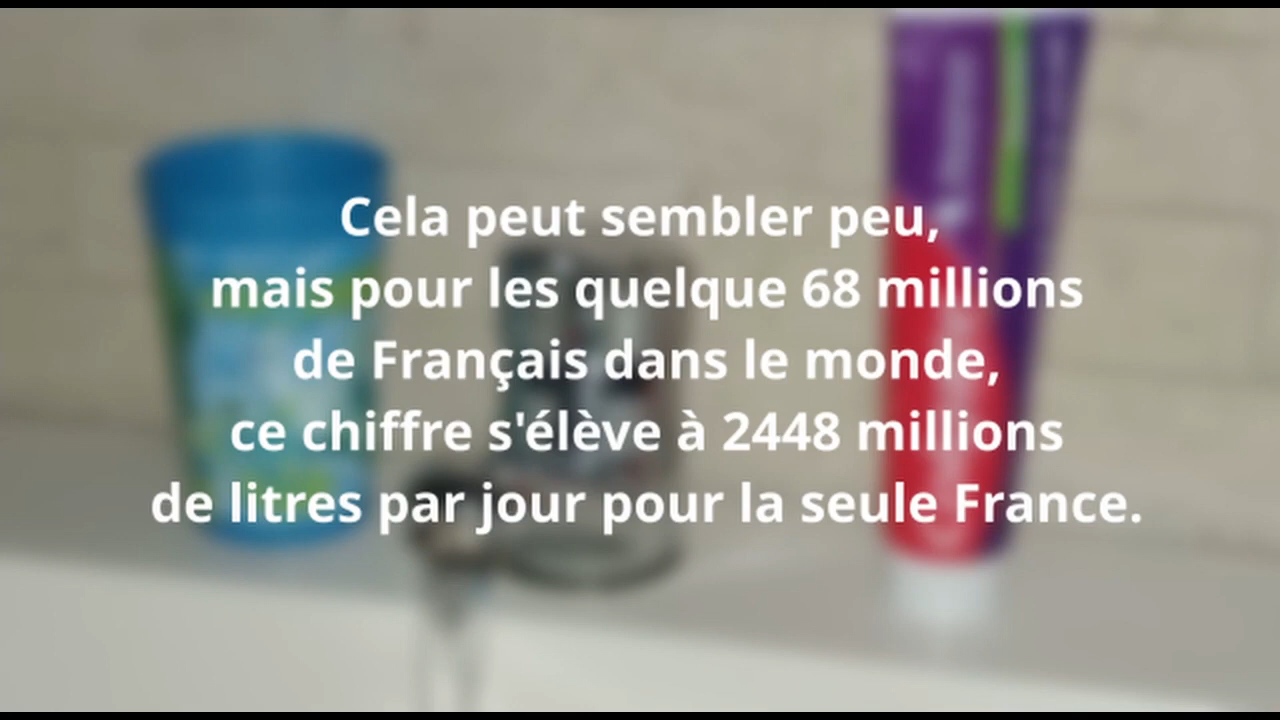 Cela peut sembler peu,
mais pour les quelque 68 millions
de Français dans le monde,
ce chiffre s'élève à 2448 millions
de litres par jour pour la seule France.